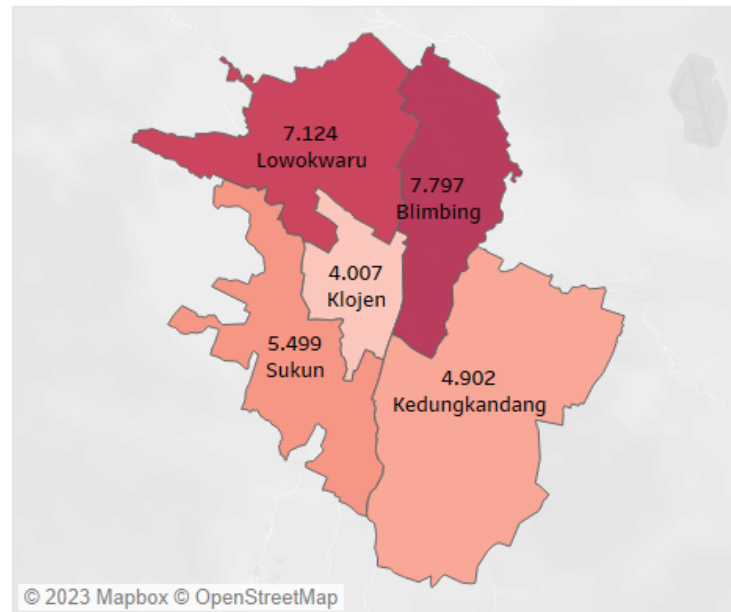 7.124
Lowokwaru
7.797
Blimbing
4.007
Klojen
5.499
Sukun
4.902
Kedungkandang
© 2023 Mapbox © OpenStreetMap